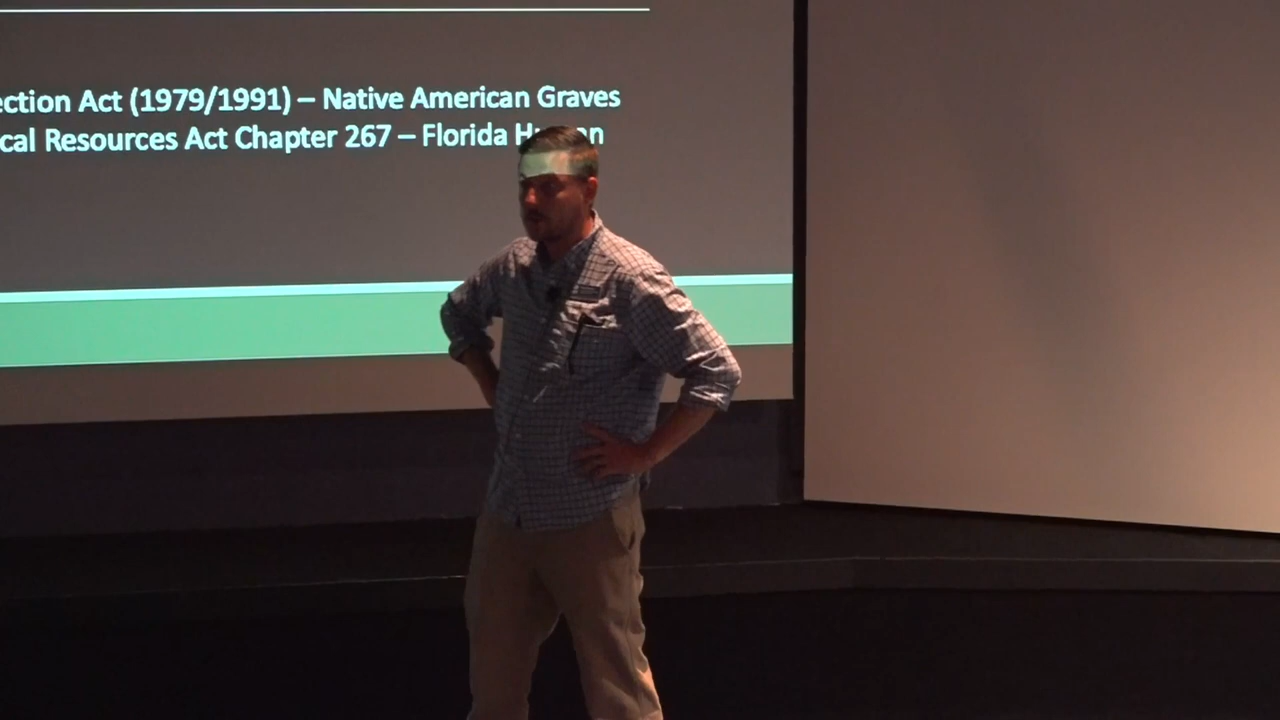 ection Act (1979/1991) – Native American Graves
cal Resources Act Chapter 267 – Florida